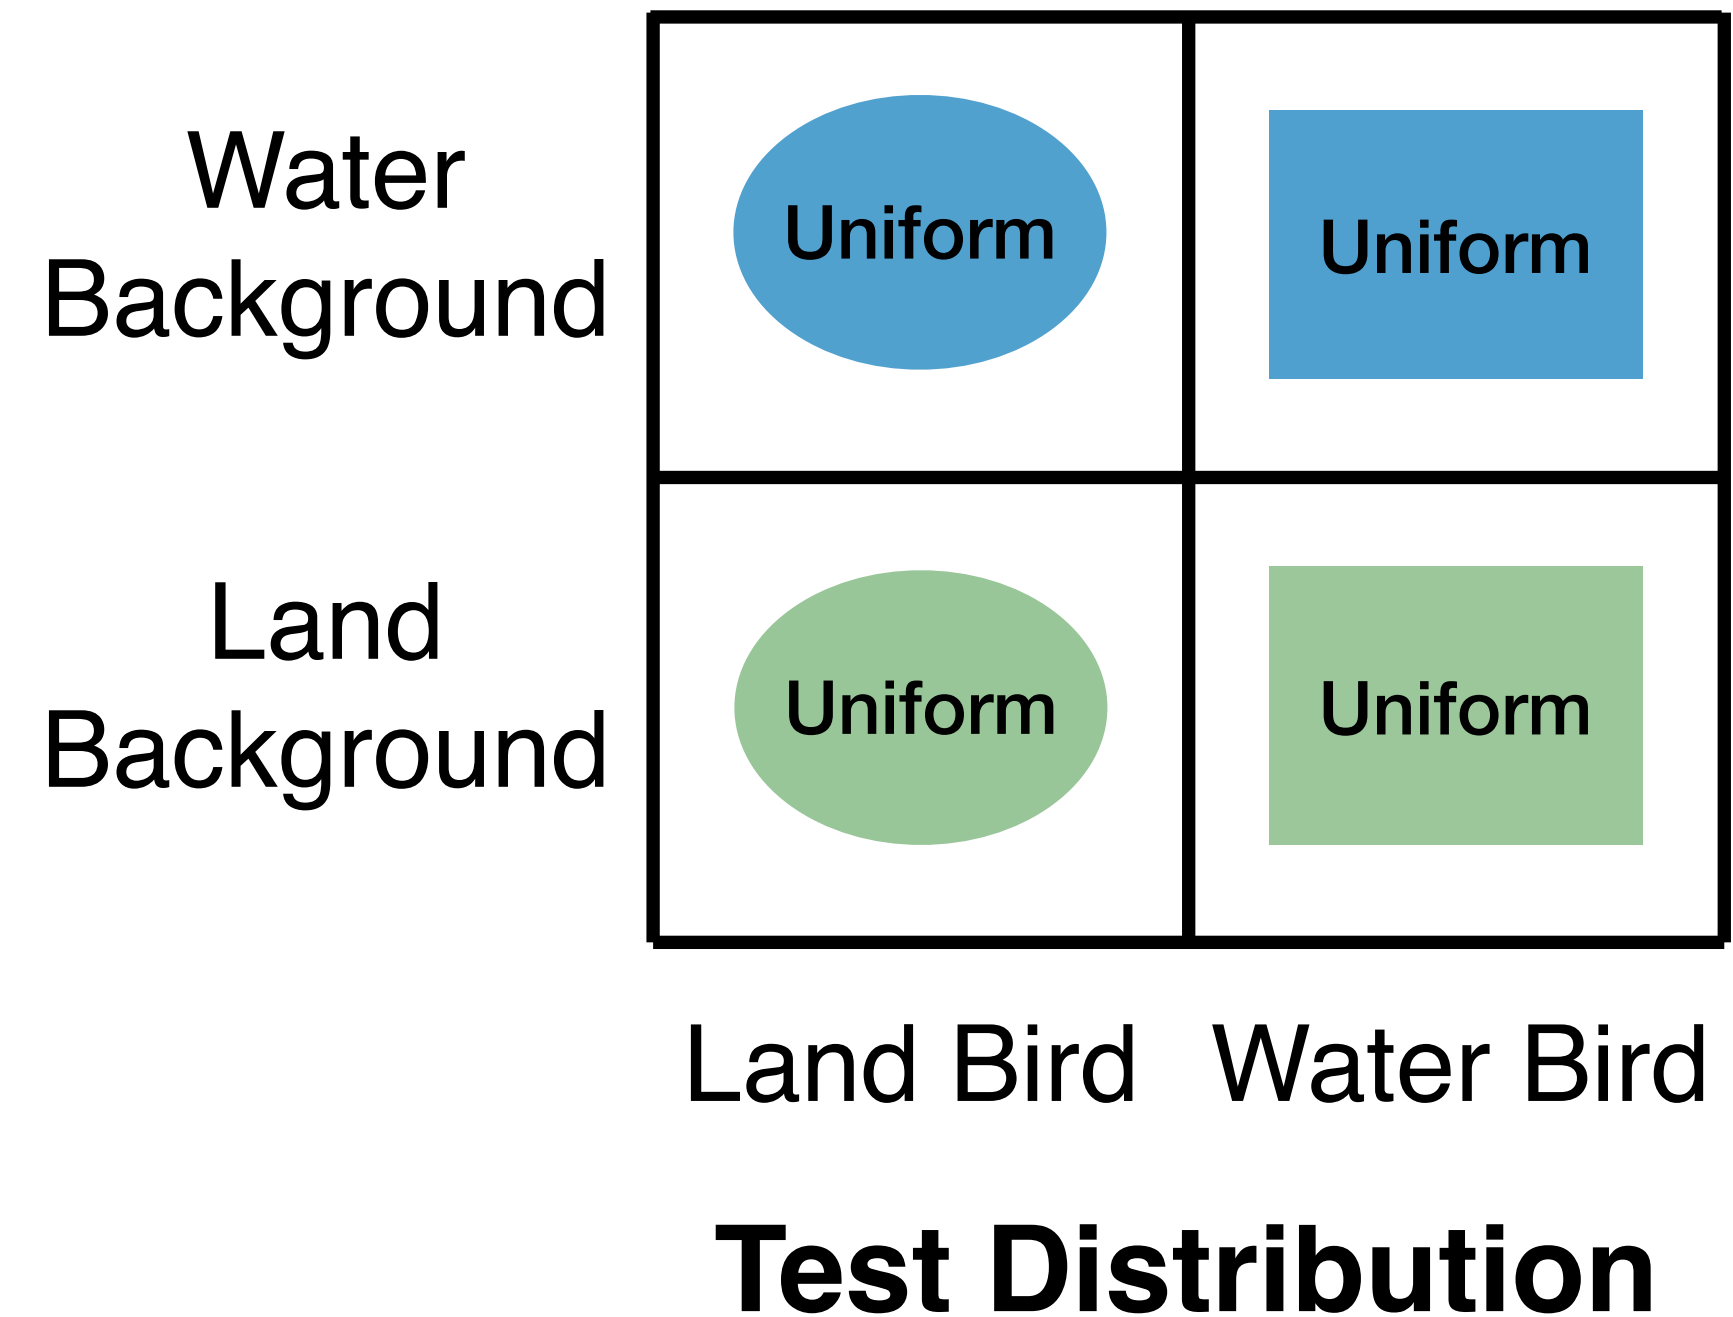 Water
Background
Uniform
Uniform
Land
Background
Uniform
Uniform
Land Bird
Water Bird
Test Distribution